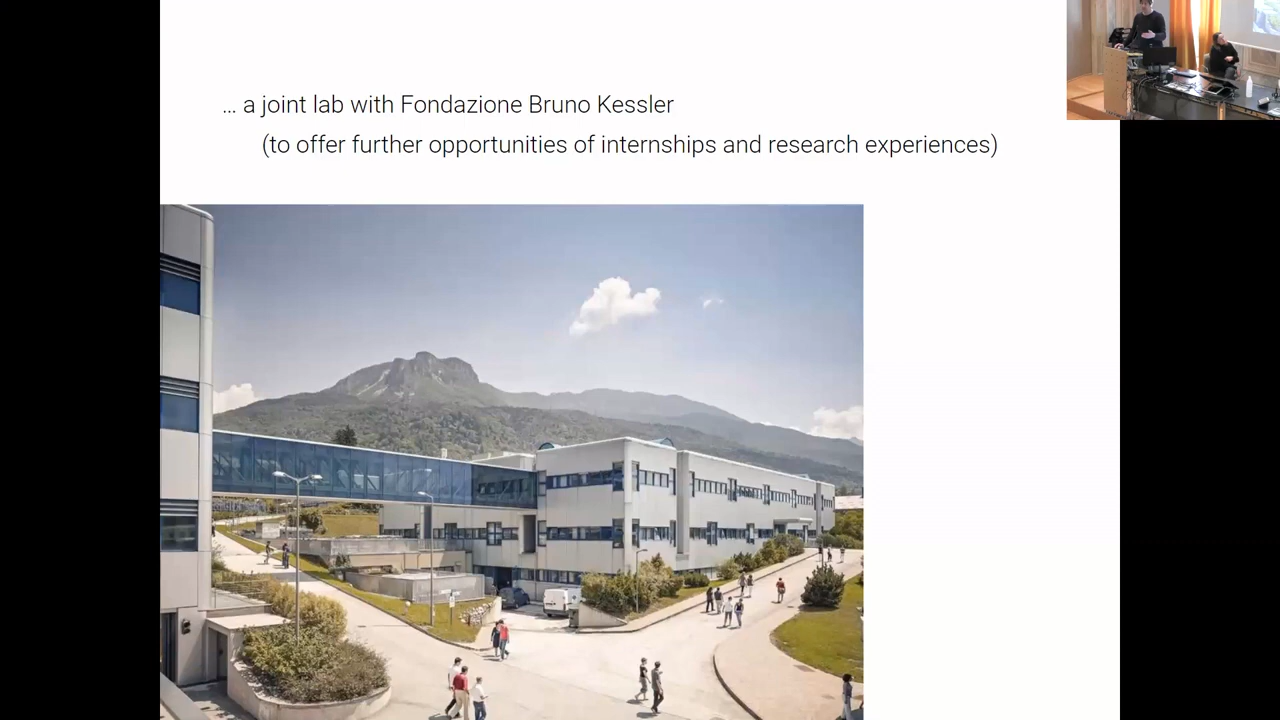 … a joint lab with Fondazione Bruno Kessler
(to offer further opportunities of internships and research experiences)